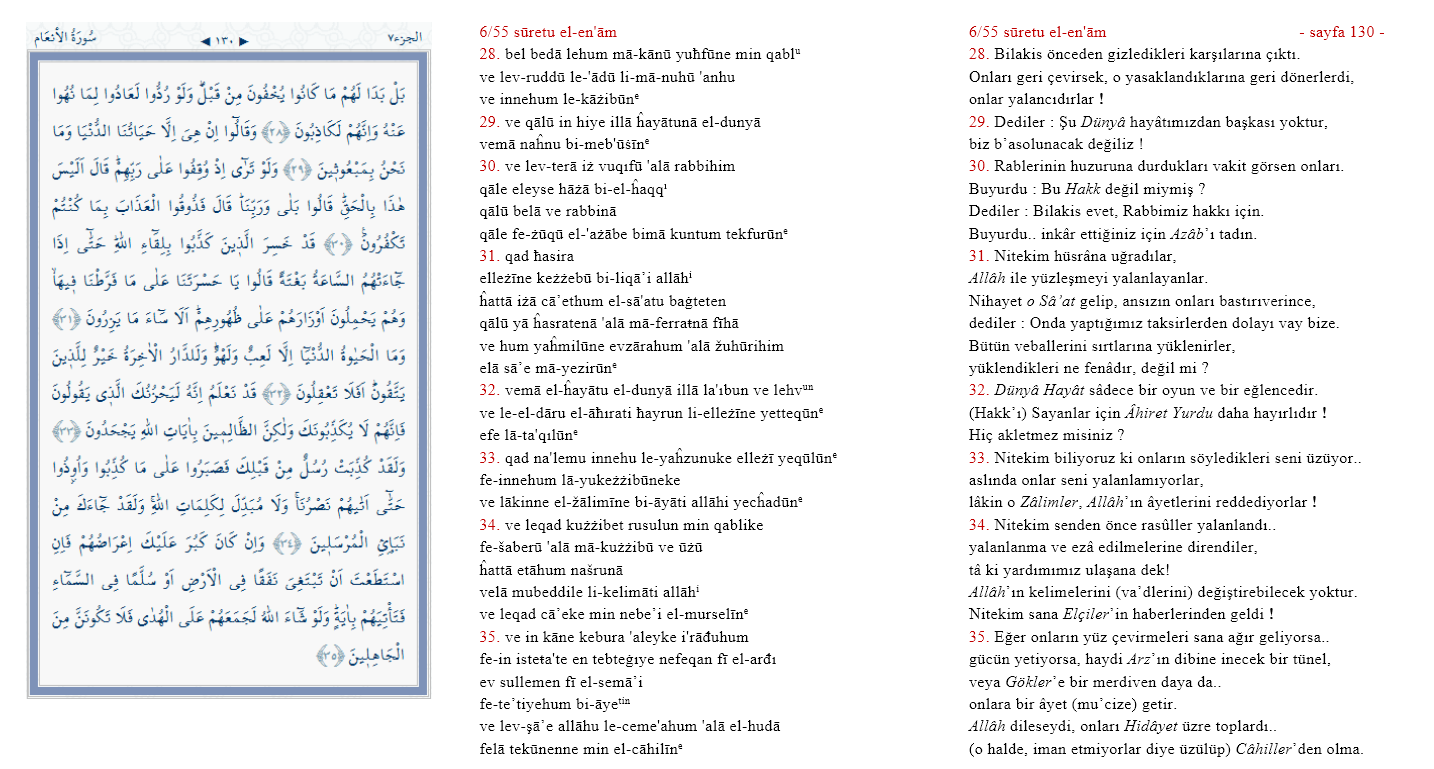 سُورَةُ الْأَنْعَام ◄ ١٣٠ ► الجزء٧
بَلْ بَدَا لَهُمْ مَا كَانُوا يُخْفُونَ مِنْ قَبْلُۜ وَلَوْ رُدُّوا لَعَادُوا لِمَا نُهُوا
عَنْهُ وَاِنَّهُمْ لَكَاذِبُونَ ﴿٢٨﴾ وَقَالُٓوا اِنْ هِيَ اِلَّا حَيَاتُنَا الدُّنْيَا وَمَا
نَحْنُ بِمَبْعُوث۪ينَ ﴿٢٩﴾ وَلَوْ تَرٰٓى اِذْ وُقِفُوا عَلٰى رَبِّهِمْۜ قَالَ اَلَيْسَ
هٰذَا بِالْحَقِّۜ قَالُوا بَلٰى وَرَبِّنَاۜ قَالَ فَذُوقُوا الْعَذَابَ بِمَا كُنْتُمْ
تَكْفُرُونَ۟ ﴿٣٠﴾ قَدْ خَسِرَ الَّذ۪ينَ كَذَّبُوا بِلِقَٓاءِ اللّٰهِۜ حَتّٰٓى اِذَا
جَٓاءَتْهُمُ السَّاعَةُ بَغْتَةً قَالُوا يَا حَسْرَتَنَا عَلٰى مَا فَرَّطْنَا ف۪يهَاۙ
وَهُمْ يَحْمِلُونَ اَوْزَارَهُمْ عَلٰى ظُهُورِهِمْۜ اَلَا سَٓاءَ مَا يَزِرُونَ ﴿٣١﴾
وَمَا الْحَيٰوةُ الدُّنْيَٓا اِلَّا لَعِبٌ وَلَهْوٌۜ وَلَلدَّارُ الْاٰخِرَةُ خَيْرٌ لِلَّذ۪ينَ
يَتَّقُونَۜ اَفَلَا تَعْقِلُونَ ﴿٣٢﴾ قَدْ نَعْلَمُ اِنَّهُ لَيَحْزُنُكَ الَّذ۪ي يَقُولُونَ
فَاِنَّهُمْ لَا يُكَذِّبُونَكَ وَلٰكِنَّ الظَّالِم۪ينَ بِاٰيَاتِ اللّٰهِ يَجْحَدُونَ ﴿٣٣﴾
وَلَقَدْ كُذِّبَتْ رُسُلٌ مِنْ قَبْلِكَ فَصَبَرُوا عَلٰى مَا كُذِّبُوا وَاُو۫ذُوا
حَتّٰٓى اَتٰيهُمْ نَصْرُنَاۚ وَلَا مُبَدِّلَ لِكَلِمَاتِ اللّٰهِۚ وَلَقَدْ جَٓاءَكَ مِنْ
نَبَا۬ئِ الْمُرْسَل۪ينَ ﴿٣٤﴾ وَاِنْ كَانَ كَبُرَ عَلَيْكَ اِعْرَاضُهُمْ فَاِنِ
اسْتَطَعْتَ اَنْ تَبْتَغِيَ نَفَقًا فِي الْاَرْضِ اَوْ سُلَّمًا فِي السَّمَٓاءِ
فَتَأْتِيَهُمْ بِاٰيَةٍۜ وَلَوْ شَٓاءَ اللّٰهُ لَجَمَعَهُمْ عَلَى الْهُدٰى فَلَا تَكُونَنَّ مِنَ
الْجَاهِل۪ينَ ﴿٣٥﴾
6/55 sūretu el-en'ām
28. bel bedā lehum mā-kānū yuħfūne min qablᵘ
ve lev-ruddū le-'ādū li-mā-nuhū 'anhu
ve innehum le-kāżibūnᵉ
29. ve qālū in hiye illā ĥayātunā el-dunyā
vemā naĥnu bi-meb'ūšīnᵉ
30. ve lev-terā iż vuqıfū 'alā rabbihim
qāle eleyse hāżā bi-el-ĥaqqᶦ
qālū belā ve rabbinā
qāle fe-żūqū el-'ażābe bimā kuntum tekfurūnᵉ
31. qad ħasira
elleżīne keżżebū bi-liqā’i allāhⁱ
ĥattā iżā cā’ethum el-sā'atu baġteten
qālū yā ĥasratenā 'alā mā-ferratnā fīhā
ve hum yaĥmilūne evzārahum 'alā žuhūrihim
elā sā’e mā-yezirūnᵉ
32. vemā el-ĥayātu el-dunyā illā la'ıbun ve lehvᵘⁿ
ve le-el-dāru el-āħırati ħayrun li-elleżīne yetteqūnᵉ
efe lā-ta'qılūnᵉ
33. qad na'lemu innehu le-yaĥzunuke elleżī yeqūlūnᵉ
fe-innehum lā-yukeżżibūneke
ve lākinne el-žālimīne bi-āyāti allāhi yecĥadūnᵉ
34. ve leqad kużżibet rusulun min qablike
fe-šaberū 'alā mā-kużżibū ve ūżū
ĥattā etāhum našrunā
velā mubeddile li-kelimāti allāhⁱ
ve leqad cā’eke min nebe’i el-murselīnᵉ
35. ve in kāne kebura 'aleyke i'rāđuhum
fe-in isteŧa'te en tebteġıye nefeqan fī el-arđı
ev sullemen fī el-semā’i
fe-te’tiyehum bi-āyeᵗⁱⁿ
ve lev-şā’e allāhu le-ceme'ahum 'alā el-hudā
felā tekūnenne min el-cāhilīnᵉ
6/55 sūretu el-en'ām - sayfa 130 -
28. Bilakis önceden gizledikleri karşılarına çıktı.
Onları geri çevirsek, o yasaklandıklarına geri dönerlerdi,
onlar yalancıdırlar !
29. Dediler : Şu Dünyâ hayâtımızdan başkası yoktur,
biz b’asolunacak değiliz !
30. Rablerinin huzuruna durdukları vakit görsen onları.
Buyurdu : Bu Hakk değil miymiş ?
Dediler : Bilakis evet, Rabbimiz hakkı için.
Buyurdu.. inkâr ettiğiniz için Azâb’ı tadın.
31. Nitekim hüsrâna uğradılar,
Allâh ile yüzleşmeyi yalanlayanlar.
Nihayet o Sâ’at gelip, ansızın onları bastırıverince,
dediler : Onda yaptığımız taksirlerden dolayı vay bize.
Bütün veballerini sırtlarına yüklenirler,
yüklendikleri ne fenâdır, değil mi ?
32. Dünyâ Hayât sâdece bir oyun ve bir eğlencedir.
(Hakk’ı) Sayanlar için Âhiret Yurdu daha hayırlıdır !
Hiç akletmez misiniz ?
33. Nitekim biliyoruz ki onların söyledikleri seni üzüyor..
aslında onlar seni yalanlamıyorlar,
lâkin o Zâlimler, Allâh’ın âyetlerini reddediyorlar !
34. Nitekim senden önce rasûller yalanlandı..
yalanlanma ve ezâ edilmelerine direndiler,
tâ ki yardımımız ulaşana dek!
Allâh’ın kelimelerini (va’dlerini) değiştirebilecek yoktur.
Nitekim sana Elçiler’in haberlerinden geldi !
35. Eğer onların yüz çevirmeleri sana ağır geliyorsa..
gücün yetiyorsa, haydi Arz’ın dibine inecek bir tünel,
veya Gökler’e bir merdiven daya da..
onlara bir âyet (mu’cize) getir.
Allâh dileseydi, onları Hidâyet üzre toplardı..
(o halde, iman etmiyorlar diye üzülüp) Câhiller’den olma.